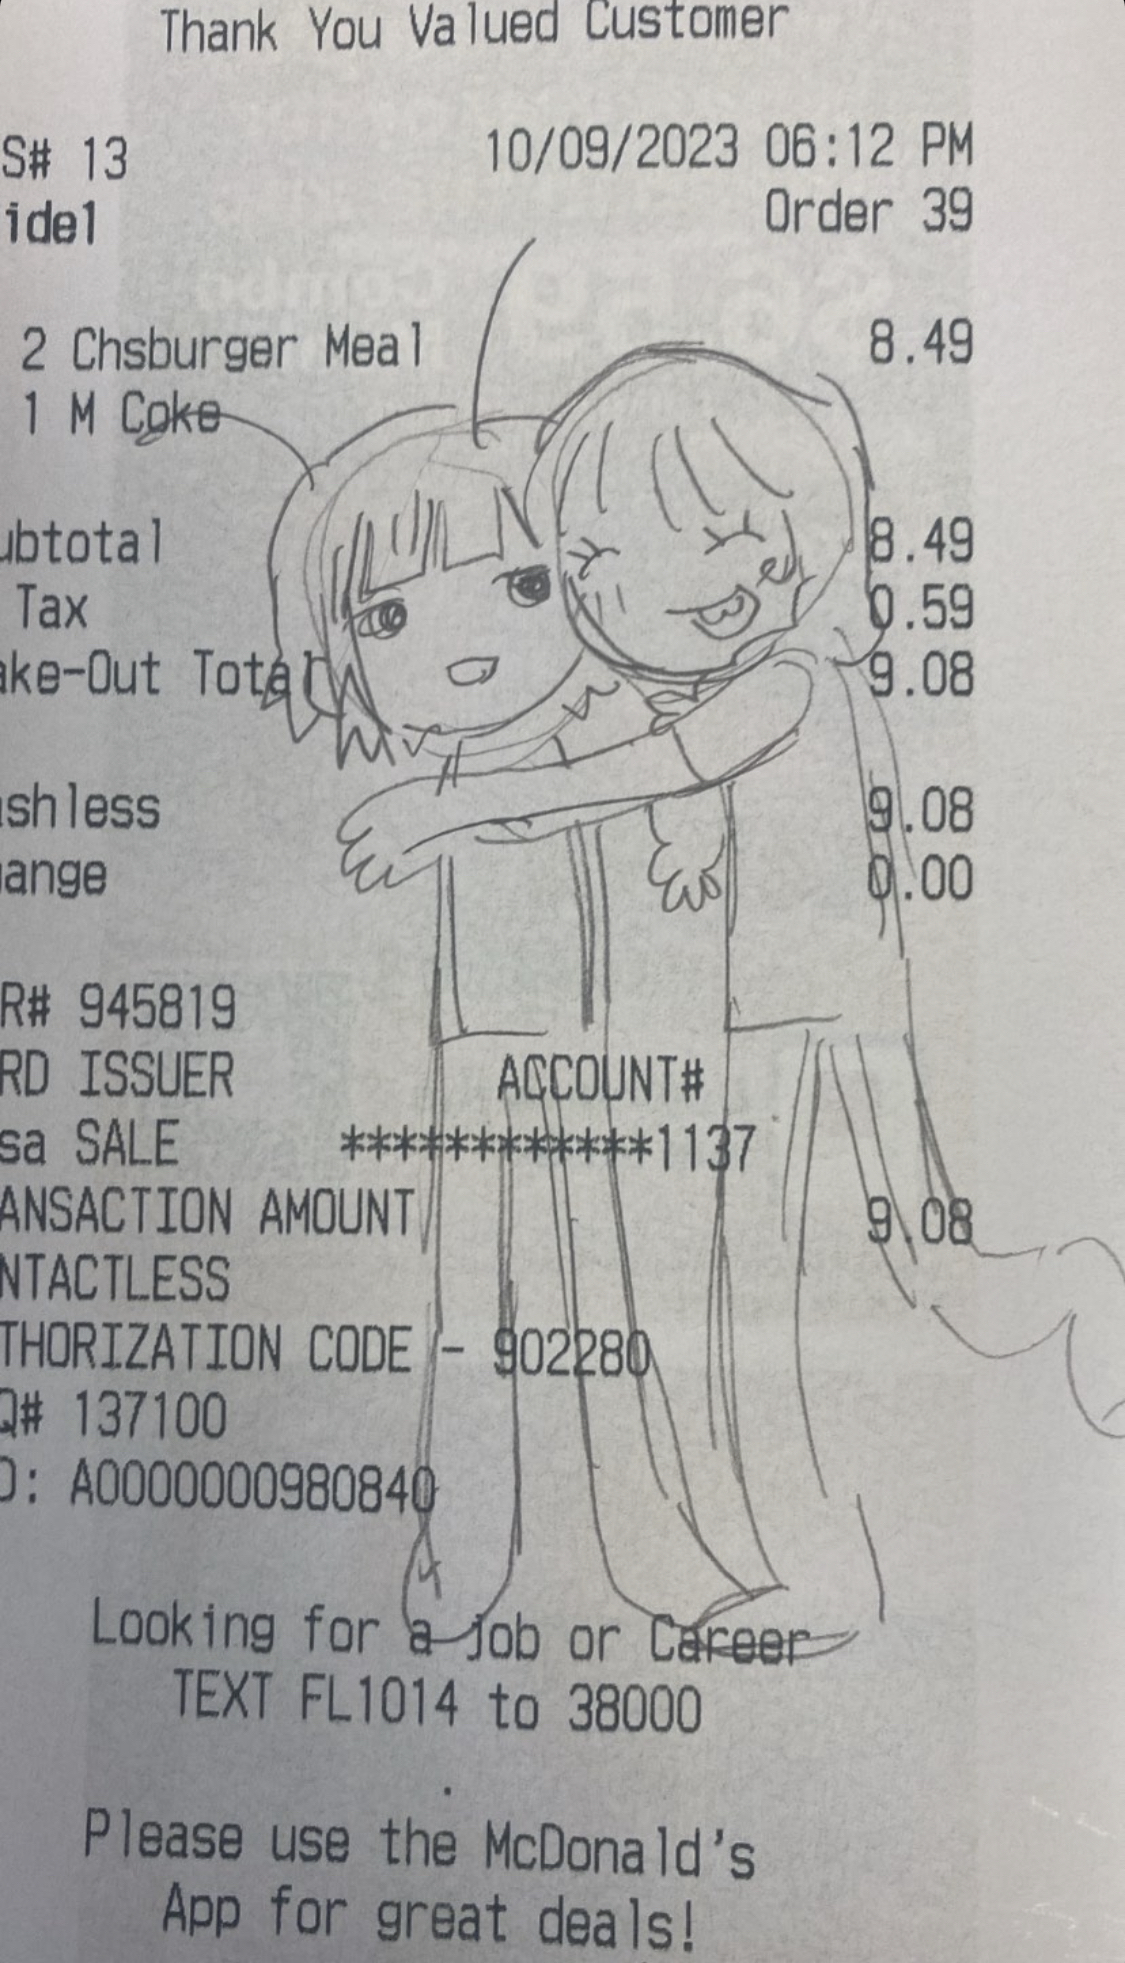 Thank You Valued Customer
S# 13 10/09/2023 06:12 PM
idel Order 39
2 Chsburger Meal 8.49
1 M Coke
ubtotal 8.49
Tax 0.59
ake-Out Total 9.08
ashless 9.08
hange 0.00
R# 945819
RD ISSUER ACCOUNT#
sa SALE ************1137
ANSACTION AMOUNT 9.08
NTACTLESS
THORIZATION CODE - 902280
Q# 137100
D: A0000000980840
Looking for a job or Career
TEXT FL1014 to 38000
Please use the McDonald's
App for great deals!